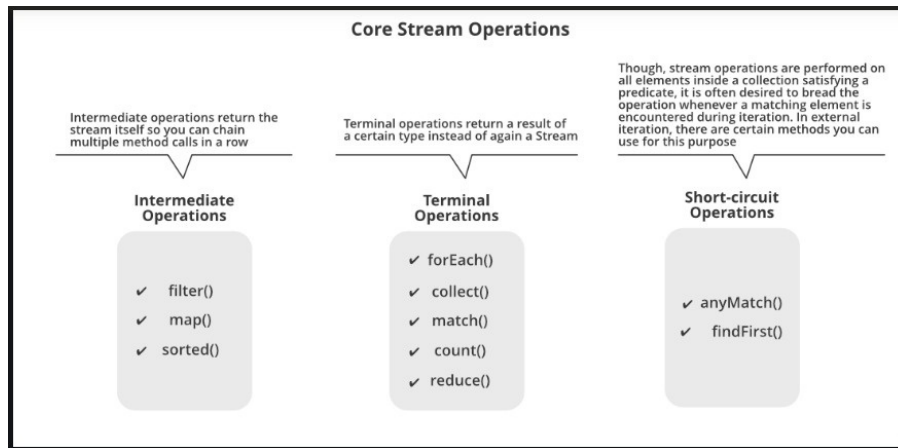 Core Stream Operations
Intermediate operations return the
stream itself so you can chain
multiple method calls in a row
Intermediate
Operations
✔ filter()
✔ map()
✔ sorted()
Terminal operations return a result of
a certain type instead of again a Stream
Terminal
Operations
✔ forEach()
✔ collect()
✔ match()
✔ count()
✔ reduce()
Though, stream operations are performed on
all elements inside a collection satisfying a
predicate, it is often desired to bread the
operation whenever a matching element is
encountered during iteration. In external
iteration, there are certain methods you can
use for this purpose
Short-circuit
Operations
✔ anyMatch()
✔ findFirst()